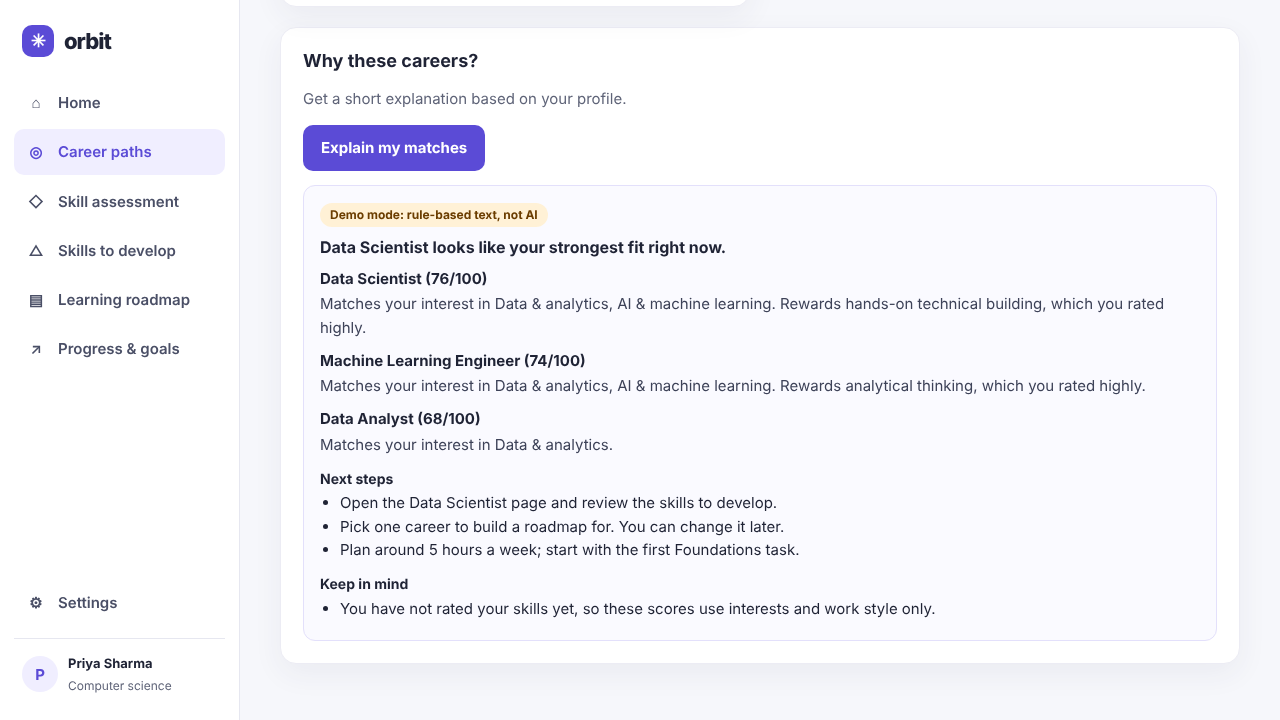 orbit
Home
Career paths
Skill assessment
Skills to develop
Learning roadmap
Progress & goals
Settings
P
Priya Sharma
Computer science
Why these careers?
Get a short explanation based on your profile.
Explain my matches
Demo mode: rule-based text, not AI
Data Scientist looks like your strongest fit right now.
Data Scientist (76/100)
Matches your interest in Data & analytics, AI & machine learning. Rewards hands-on technical building, which you rated
highly.
Machine Learning Engineer (74/100)
Matches your interest in Data & analytics, AI & machine learning. Rewards analytical thinking, which you rated highly.
Data Analyst (68/100)
Matches your interest in Data & analytics.
Next steps
• Open the Data Scientist page and review the skills to develop.
• Pick one career to build a roadmap for. You can change it later.
• Plan around 5 hours a week; start with the first Foundations task.
Keep in mind
• You have not rated your skills yet, so these scores use interests and work style only.